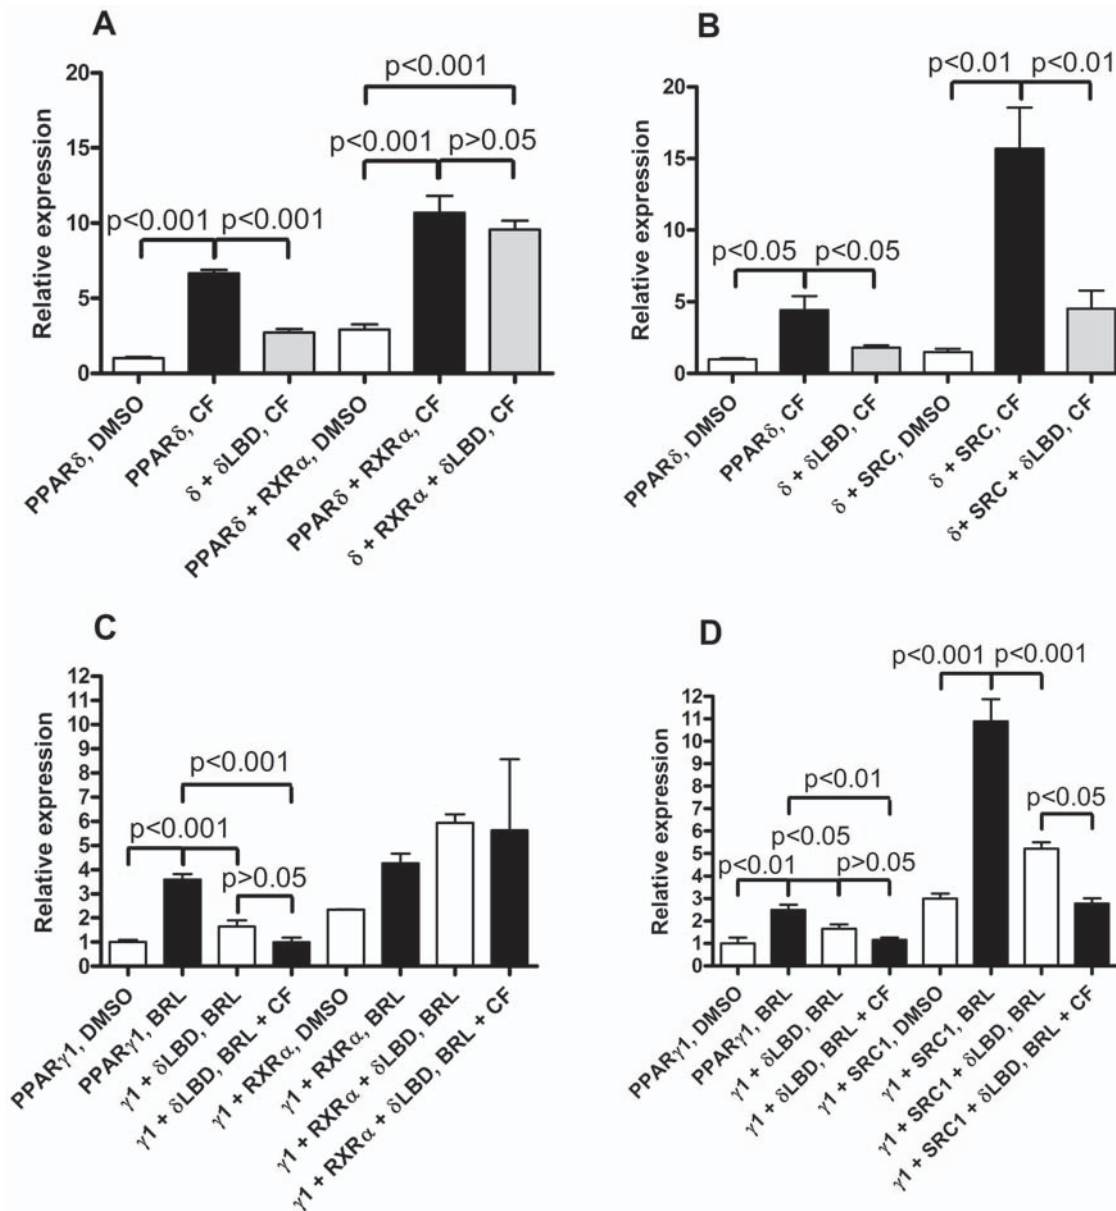 A
p<0.001
p<0.001 p>0.05
p<0.001 p<0.001
Relative expression
20
15
10
5
0
PPARδ, DMSO
PPARδ, CF
δ + δLBD, CF
PPARδ + RXRα, DMSO
PPARδ + RXRα, CF
δ + RXRα + δLBD, CF
B
p<0.01 p<0.01
p<0.05 p<0.05
Relative expression
20
15
10
5
0
PPARδ, DMSO
PPARδ, CF
δ + δLBD, CF
δ + SRC, DMSO
δ + SRC, CF
δ+ SRC + δLBD, CF
C
p<0.001
p<0.001
p>0.05
Relative expression
12
11
10
9
8
7
6
5
4
3
2
1
0
PPARγ1, DMSO
PPARγ1, BRL
γ1 + δLBD, BRL
γ1 + δLBD, BRL + CF
γ1 + RXRα, DMSO
γ1 + RXRα, BRL
γ1 + RXRα + δLBD, BRL
γ1 + RXRα + δLBD, BRL + CF
D
p<0.001 p<0.001
p<0.01
p<0.05
p<0.05
p<0.01 p>0.05
Relative expression
12
11
10
9
8
7
6
5
4
3
2
1
0
PPARγ1, DMSO
PPARγ1, BRL
γ1 + δLBD, BRL
γ1 + δLBD, BRL + CF
γ1 + SRC1, DMSO
γ1 + SRC1, BRL
γ1 + SRC1 + δLBD, BRL
γ1 + SRC1 + δLBD, BRL + CF